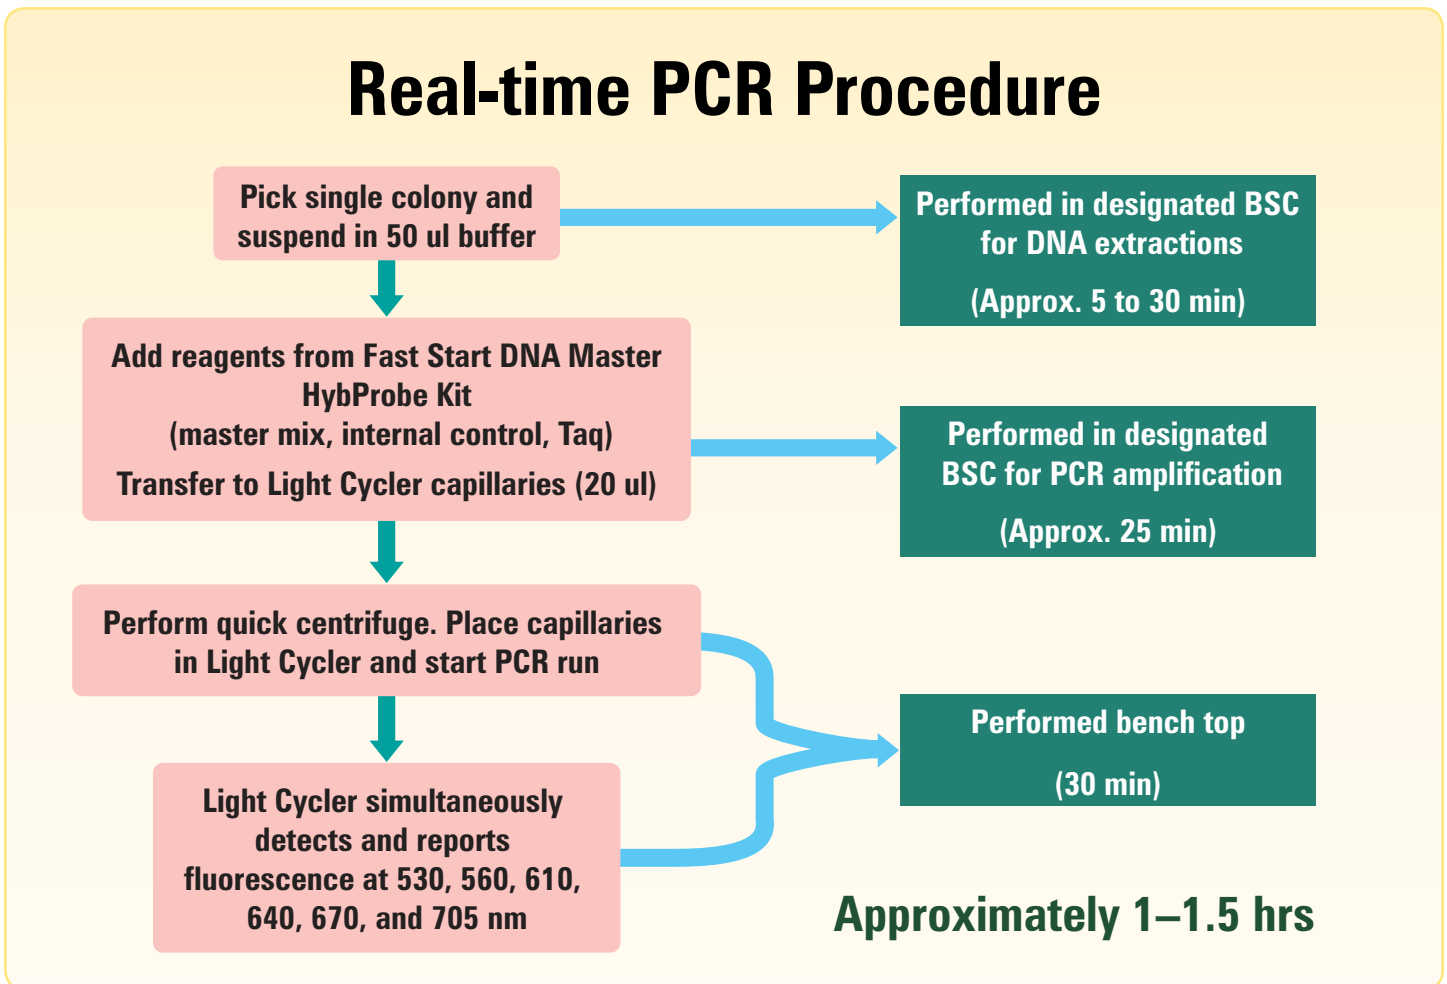 Real-time PCR Procedure
Pick single colony and
suspend in 50 ul buffer
Performed in designated BSC
for DNA extractions
(Approx. 5 to 30 min)
Add reagents from Fast Start DNA Master
HybProbe Kit
(master mix, internal control, Taq)
Transfer to Light Cycler capillaries (20 ul)
Performed in designated
BSC for PCR amplification
(Approx. 25 min)
Perform quick centrifuge. Place capillaries
in Light Cycler and start PCR run
Performed bench top
(30 min)
Light Cycler simultaneously
detects and reports
fluorescence at 530, 560, 610,
640, 670, and 705 nm
Approximately 1–1.5 hrs